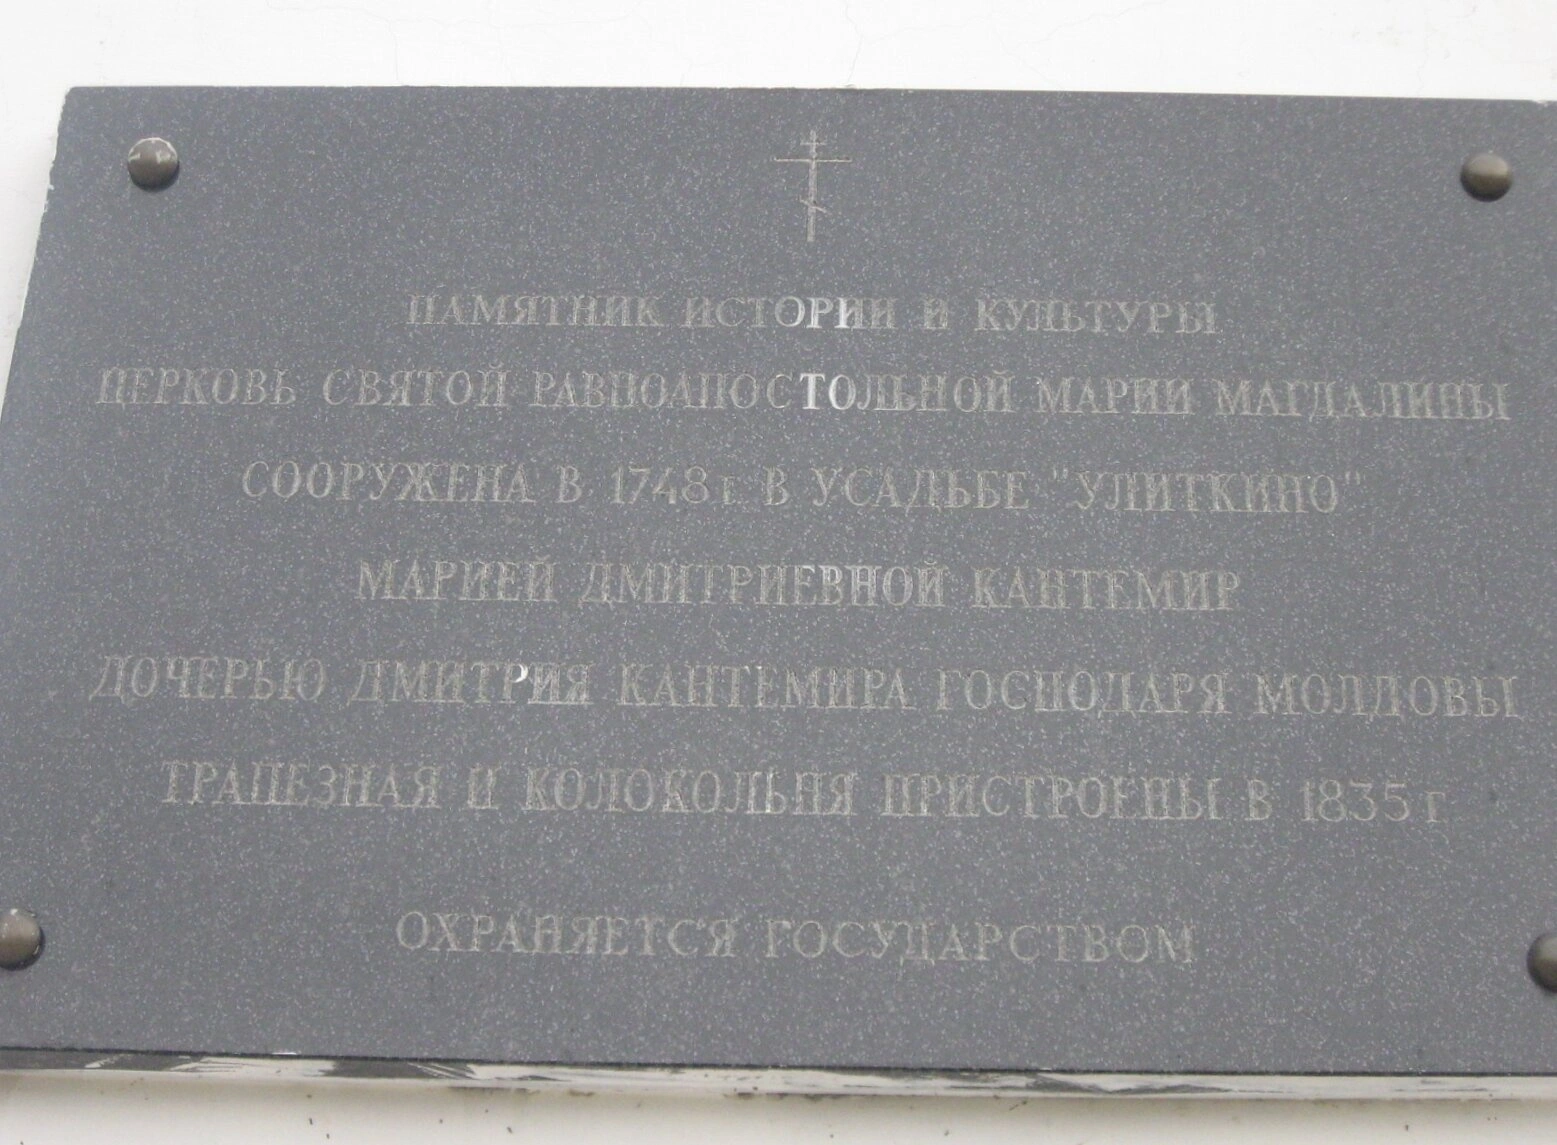 ПАМЯТНИК ИСТОРИИ И КУЛЬТУРЫ
ЦЕРКОВЬ СВЯТОЙ РАВНОАПОСТОЛЬНОЙ МАРИИ МАГДАЛИНЫ
СООРУЖЕНА В 1748 г. В УСАДЬБЕ "УЛИТКИНО"
МАРИЕЙ ДМИТРИЕВНОЙ КАНТЕМИР
ДОЧЕРЬЮ ДМИТРИЯ КАНТЕМИРА ГОСПОДАРЯ МОЛДОВЫ
ТРАПЕЗНАЯ И КОЛОКОЛЬНЯ ПРИСТРОЕНЫ В 1835 г
ОХРАНЯЕТСЯ ГОСУДАРСТВОМ